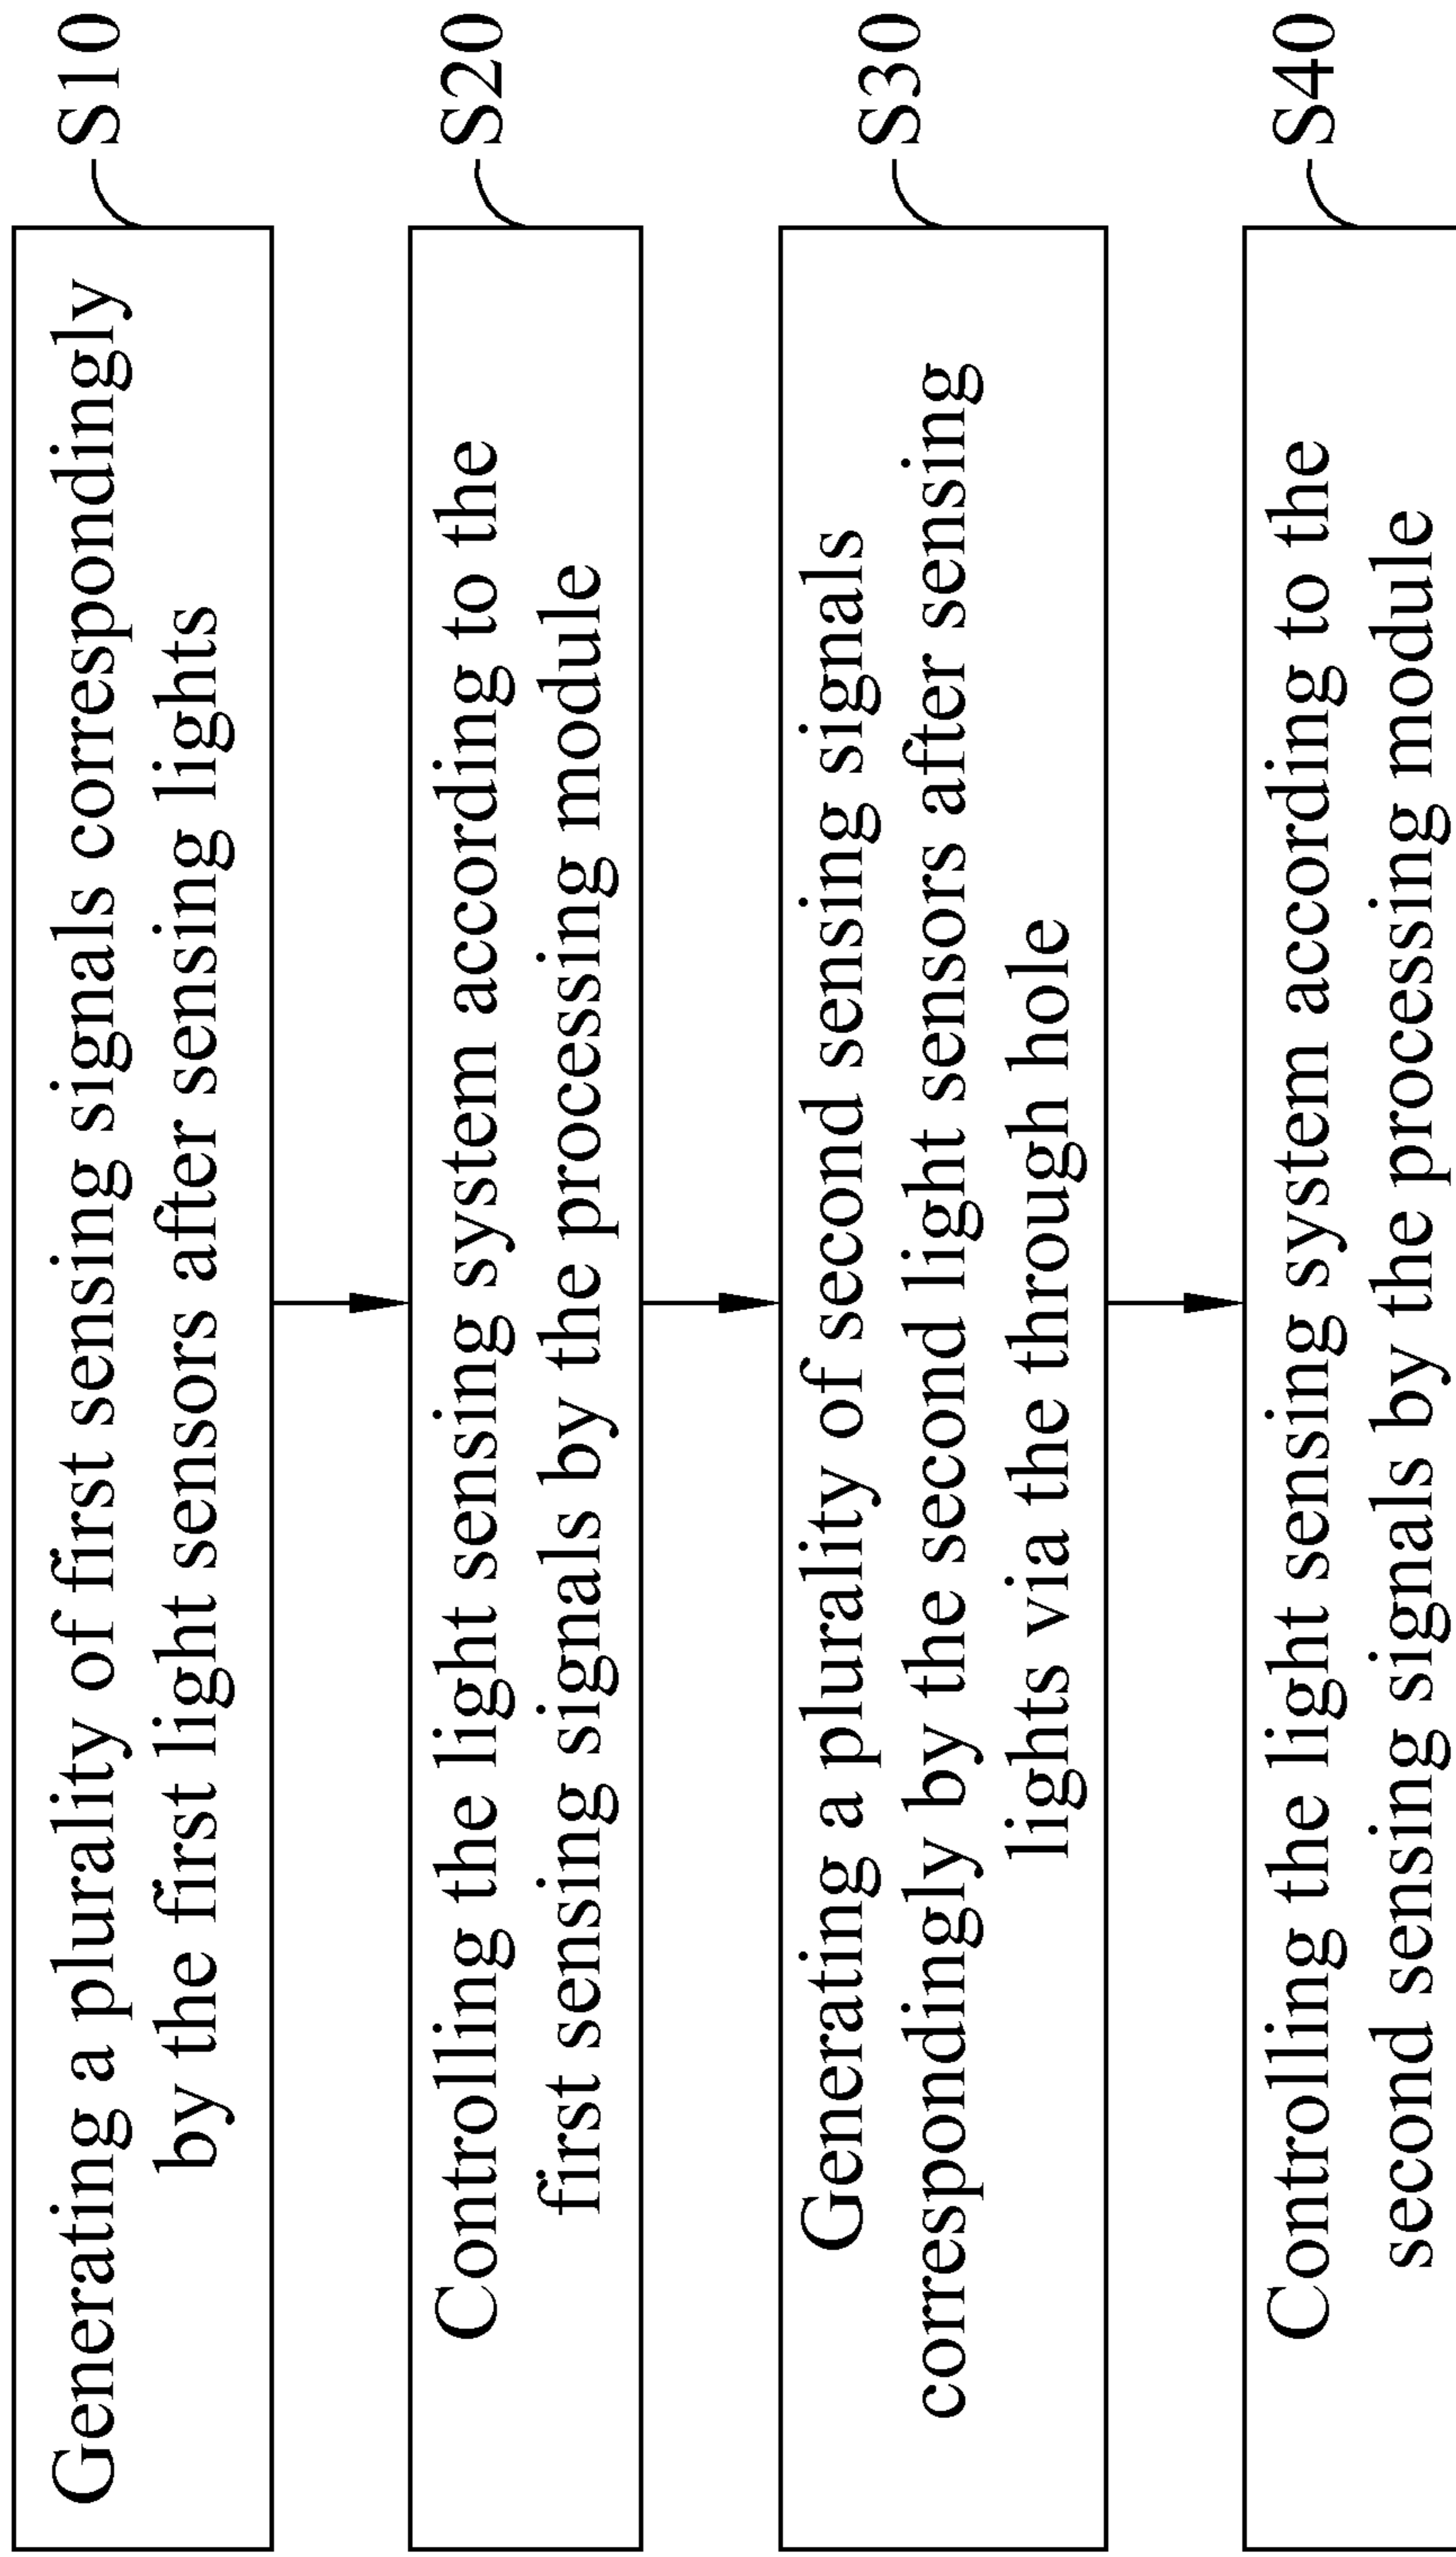 Generating a plurality of first sensing signals correspondingly
by the first light sensors after sensing lights
S10
Controlling the light sensing system according to the
first sensing signals by the processing module
S20
Generating a plurality of second sensing signals
correspondingly by the second light sensors after sensing
lights via the through hole
S30
Controlling the light sensing system according to the
second sensing signals by the processing module
S40